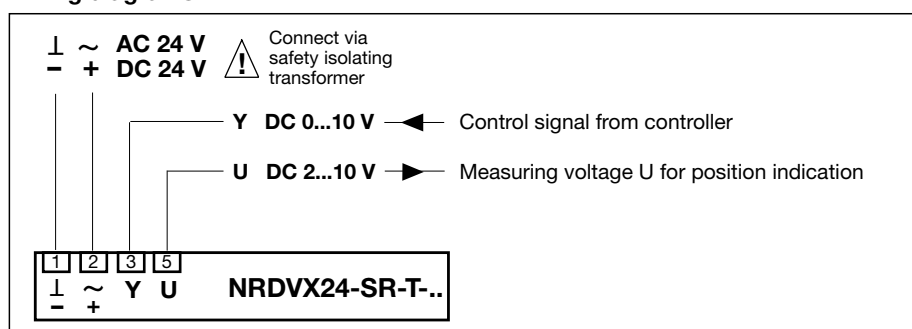 ⊥ ~ AC 24 V
− + DC 24 V
Connect via
safety isolating
transformer
Y DC 0...10 V Control signal from controller
U DC 2...10 V Measuring voltage U for position indication
1 2 3 5
⊥ ~ Y U NRDVX24-SR-T-..
− +